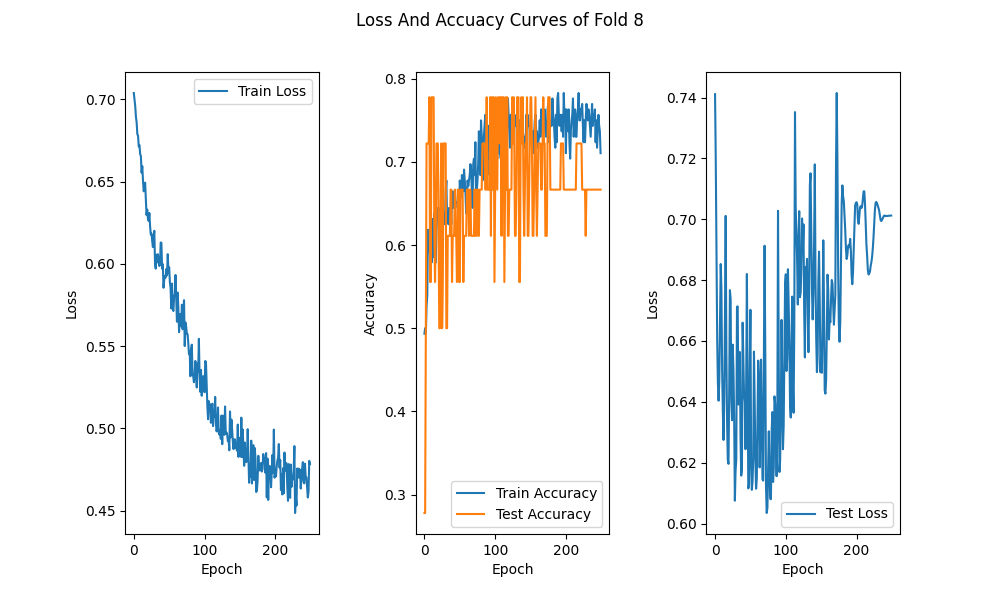 Loss And Accuacy Curves of Fold 8
Loss
0.70
0.65
0.60
0.55
0.50
0.45
0
100
200
Epoch
Train Loss
Accuracy
0.8
0.7
0.6
0.5
0.4
0.3
0
100
200
Epoch
Train Accuracy
Test Accuracy
Loss
0.74
0.72
0.70
0.68
0.66
0.64
0.62
0.60
0
100
200
Epoch
Test Loss